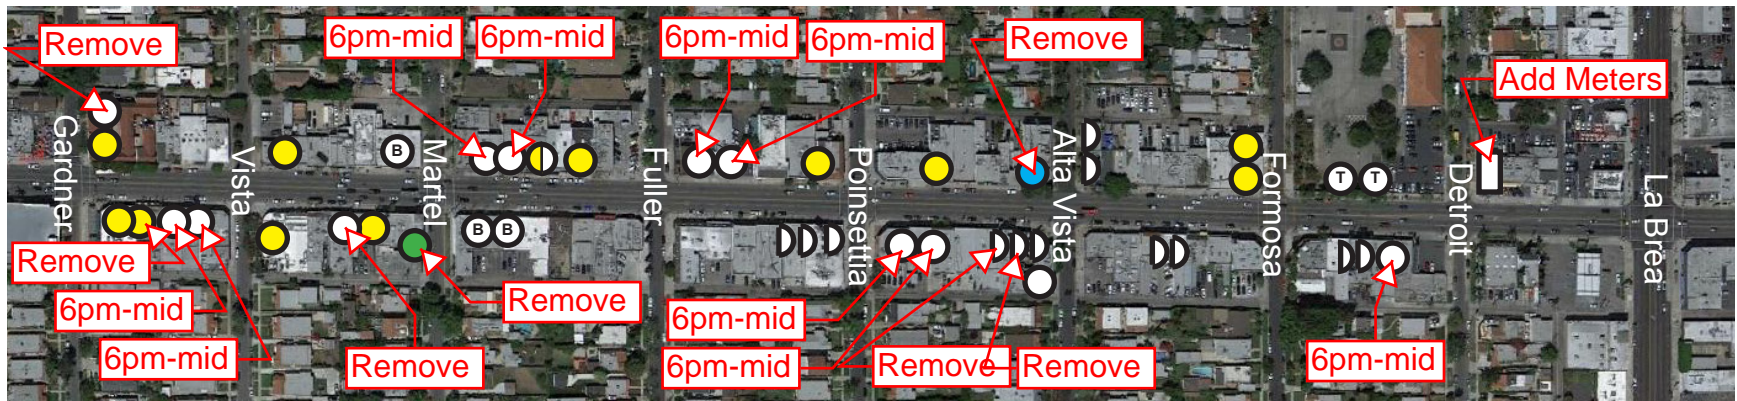 Remove
6pm-mid
6pm-mid
6pm-mid
6pm-mid
Remove
Add Meters
Gardner
Vista
B
Martel
Fuller
Poinsettia
Alta Vista
Formosa
T
T
Detroit
La Brea
B
B
Remove
6pm-mid
6pm-mid
Remove
Remove
6pm-mid
6pm-mid
Remove
Remove
6pm-mid